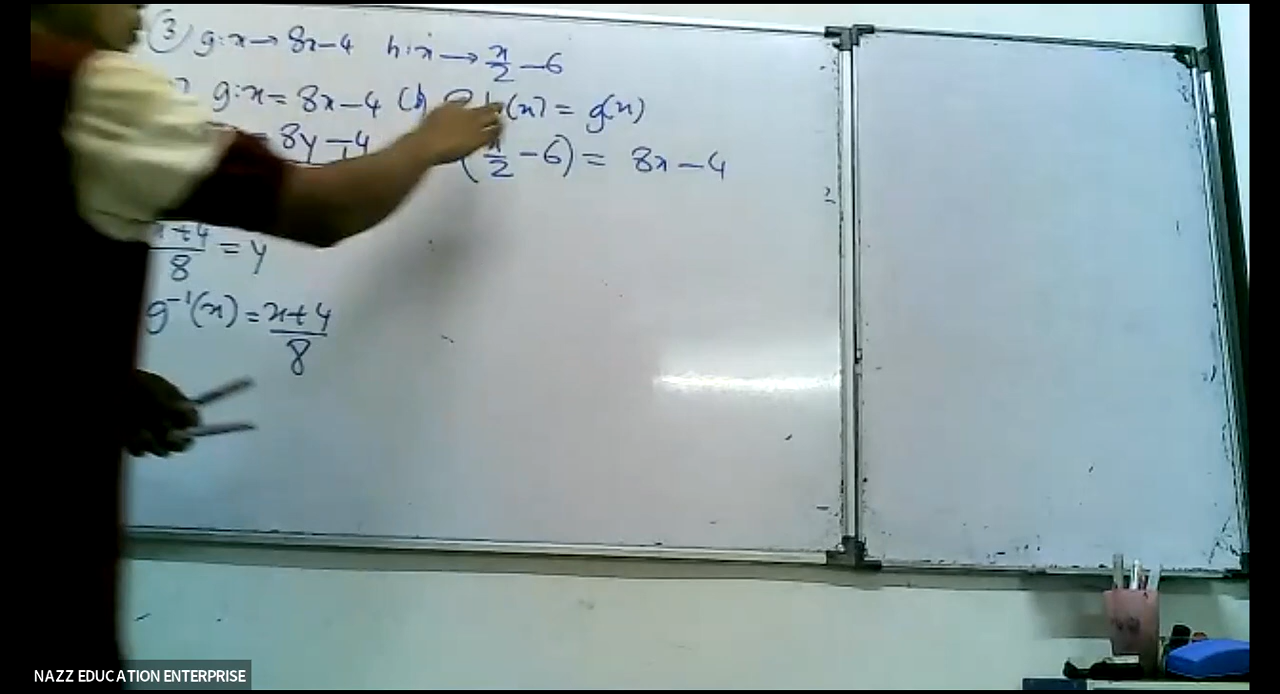 ③ g:x→8x-4 h:x→x/2-6
g:x=8x-4 (b) (x)=g(x)
=8y-4 (x/2-6)=8x-4
x+4/8=y
g⁻¹(x)=x+4/8
NAZZ EDUCATION ENTERPRISE